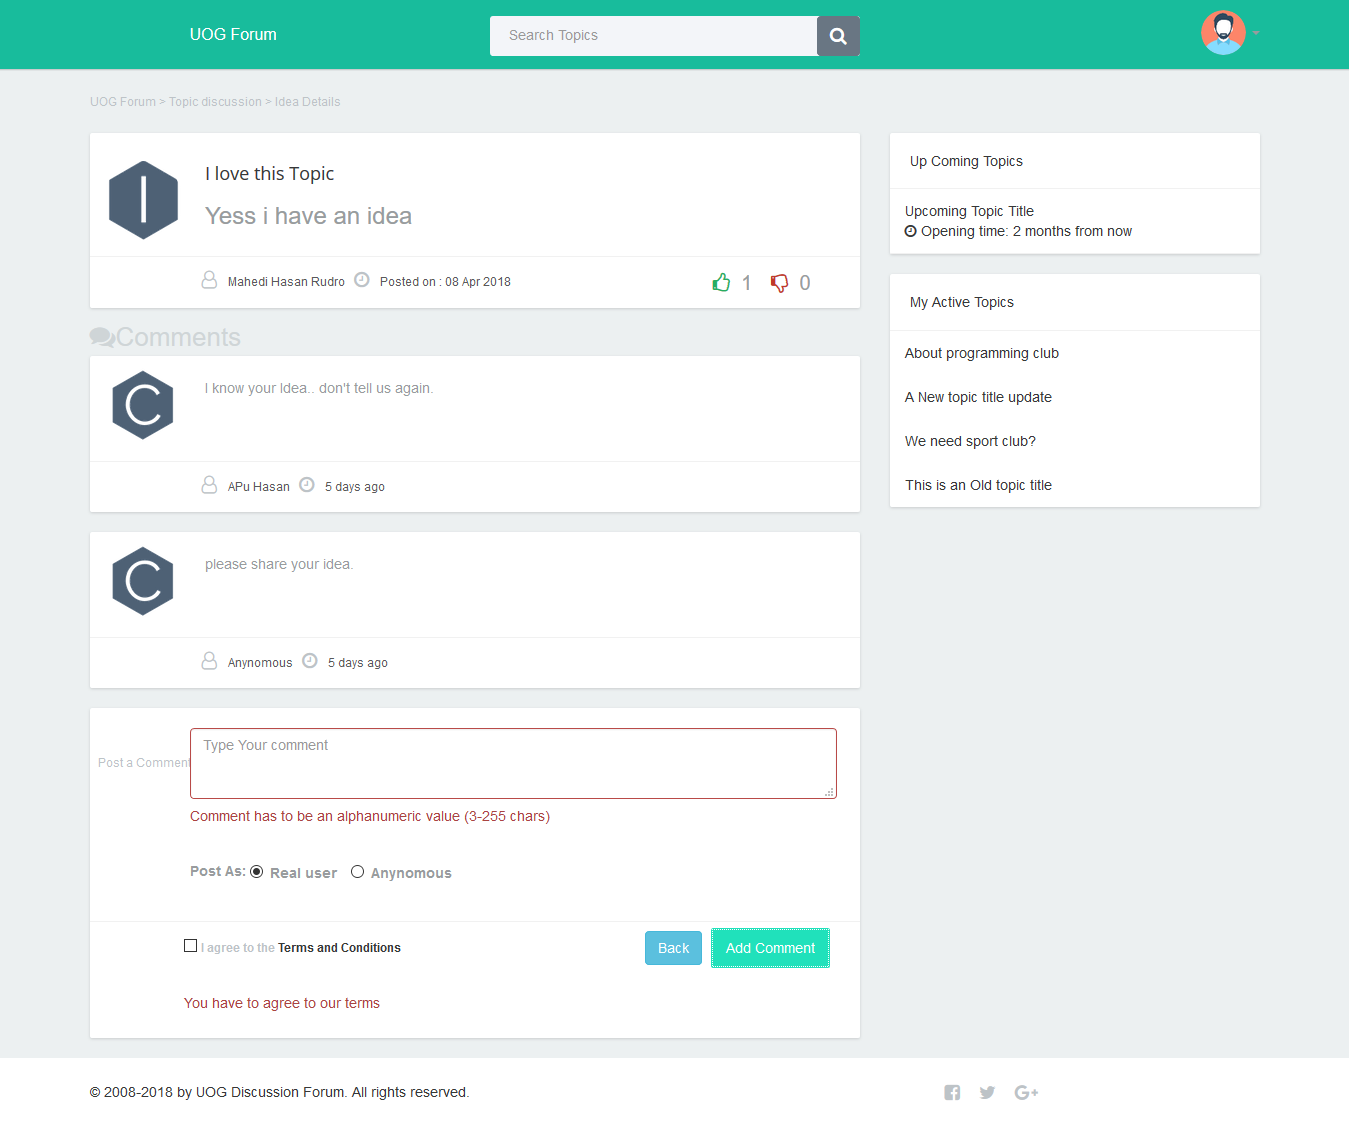 UOG Forum
Search Topics
UOG Forum > Topic discussion > Idea Details
I
I love this Topic
Yess i have an idea
Mahedi Hasan Rudro Posted on : 08 Apr 2018 1 0
Comments
C
I know your Idea.. don't tell us again.
APu Hasan 5 days ago
C
please share your idea.
Anynomous 5 days ago
Post a Comment
Type Your comment
Comment has to be an alphanumeric value (3-255 chars)
Post As: Real user Anynomous
I agree to the Terms and Conditions
Back Add Comment
You have to agree to our terms
Up Coming Topics
Upcoming Topic Title
Opening time: 2 months from now
My Active Topics
About programming club
A New topic title update
We need sport club?
This is an Old topic title
© 2008-2018 by UOG Discussion Forum. All rights reserved.
G+